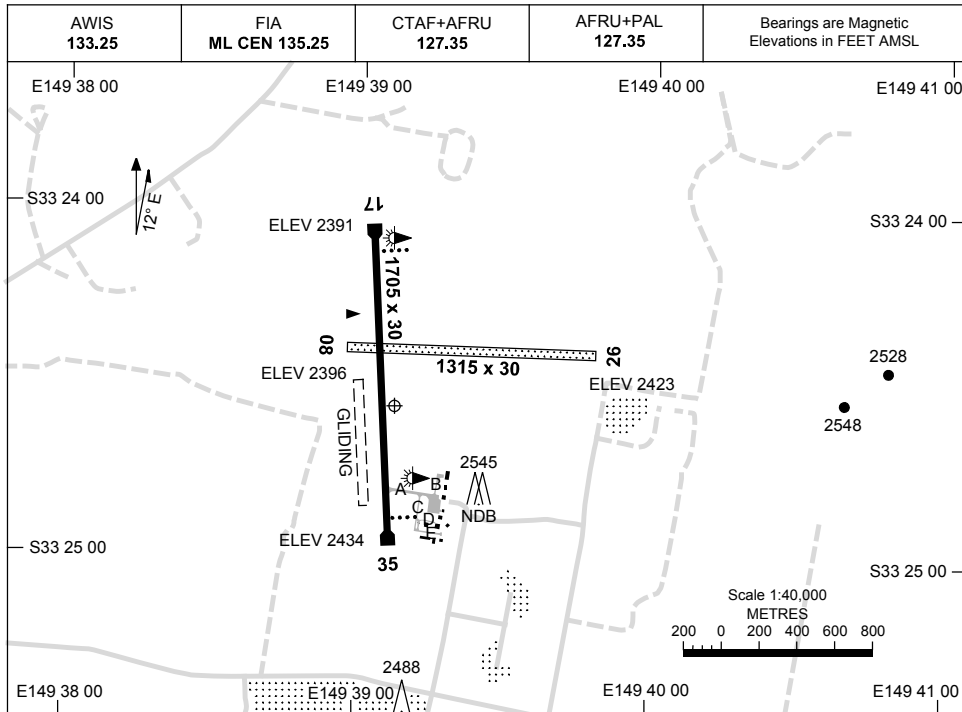 AWIS
133.25
FIA
ML CEN 135.25
CTAF+AFRU
127.35
AFRU+PAL
127.35
Bearings are Magnetic
Elevations in FEET AMSL
E149 38 00
E149 39 00
E149 40 00
E149 41 00
S33 24 00
S33 24 00
12° E
17
ELEV 2391
1705 x 30
08
26
1315 x 30
ELEV 2396
ELEV 2423
2528
2548
GLIDING
2545
NDB
A
B
C
D
E
ELEV 2434
35
S33 25 00
S33 25 00
Scale 1:40,000
METRES
200 0 200 400 600 800
2488
E149 38 00
E149 39 00
E149 40 00
E149 41 00